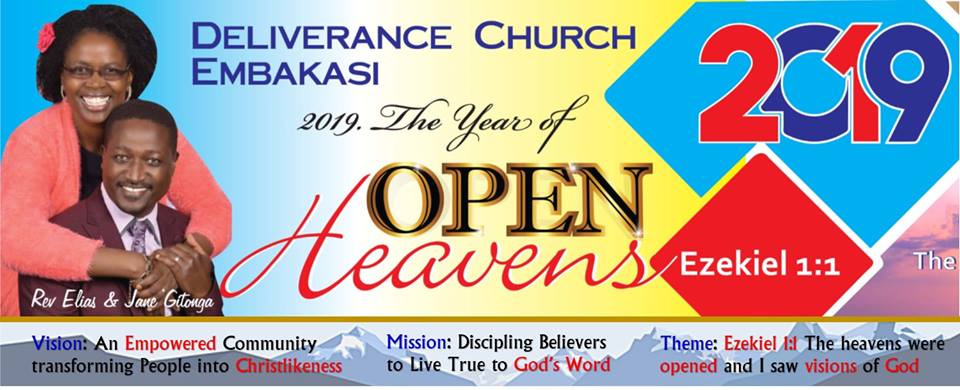 DELIVERANCE CHURCH
EMBAKASI
2019. The Year of
OPEN
Heavens
2019
Ezekiel 1:1
The
Rev Elias & Jane Gitonga
Vision: An Empowered Community
transforming People into Christlikeness
Mission: Discipling Believers
to Live True to God's Word
Theme: Ezekiel 1:1 The heavens were
opened and I saw visions of God